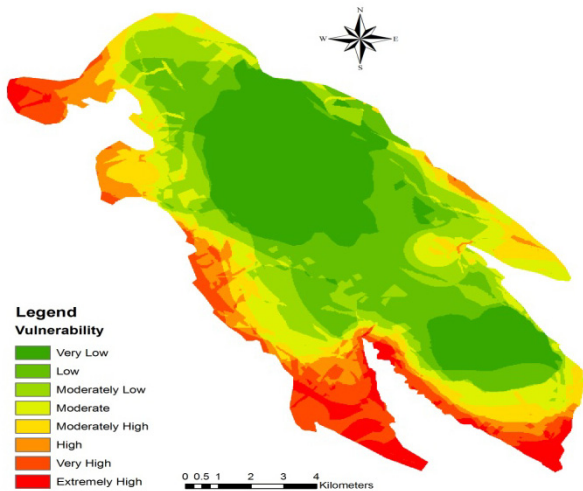 N
W E
S
Legend
Vulnerability
Very Low
Low
Moderately Low
Moderate
Moderately High
High
Very High
Extremely High
0 0.5 1 2 3 4
Kilometers